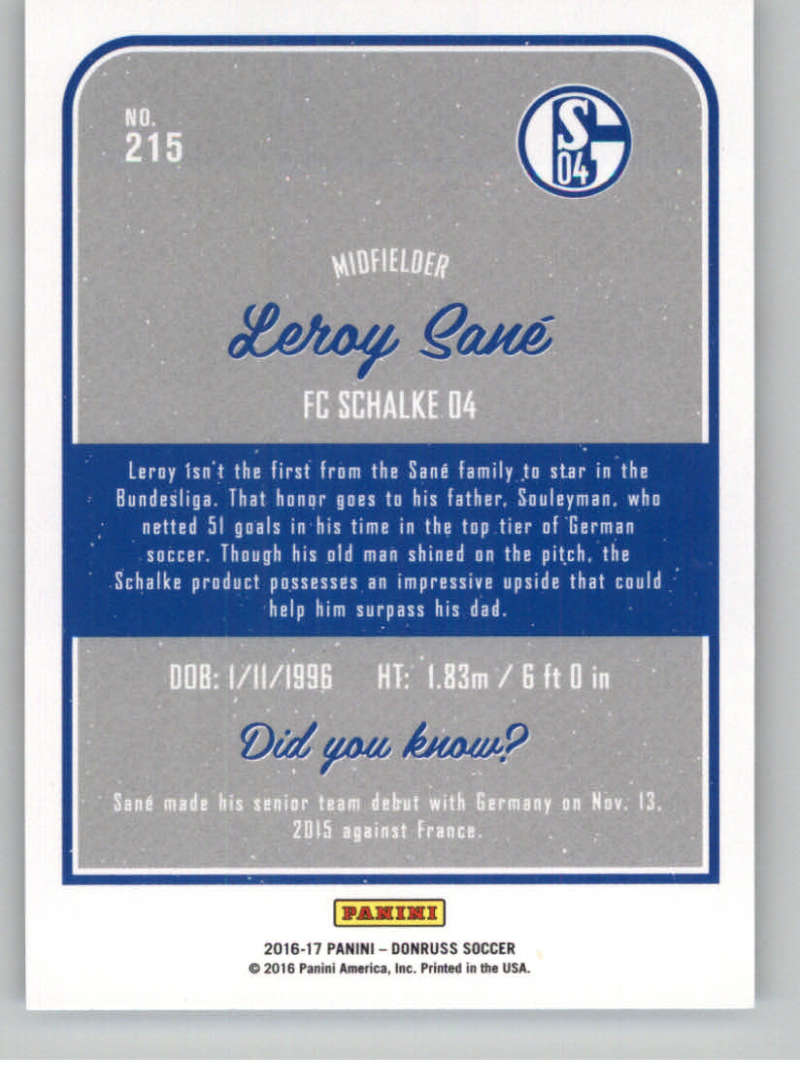 NO.
215
S
04
MIDFIELDER
Leroy Sané
FC SCHALKE 04
Leroy 1sn't the first from the Sané family to star in the
Bundesliga. That honor goes to his father, Souleyman, who
netted 51 goals in his time in the top tier of German
soccer. Though his old man shined on the pitch, the
Schalke product possesses an impressive upside that could
help him surpass his dad.
DOB: 1/11/1996 HT: 1.83m / 6 ft 0 in
Did you know?
Sané made his senior team debut with Germany on Nov. 13,
2015 against France.
PANINI
2016-17 PANINI – DONRUSS SOCCER
© 2016 Panini America, Inc. Printed in the USA.